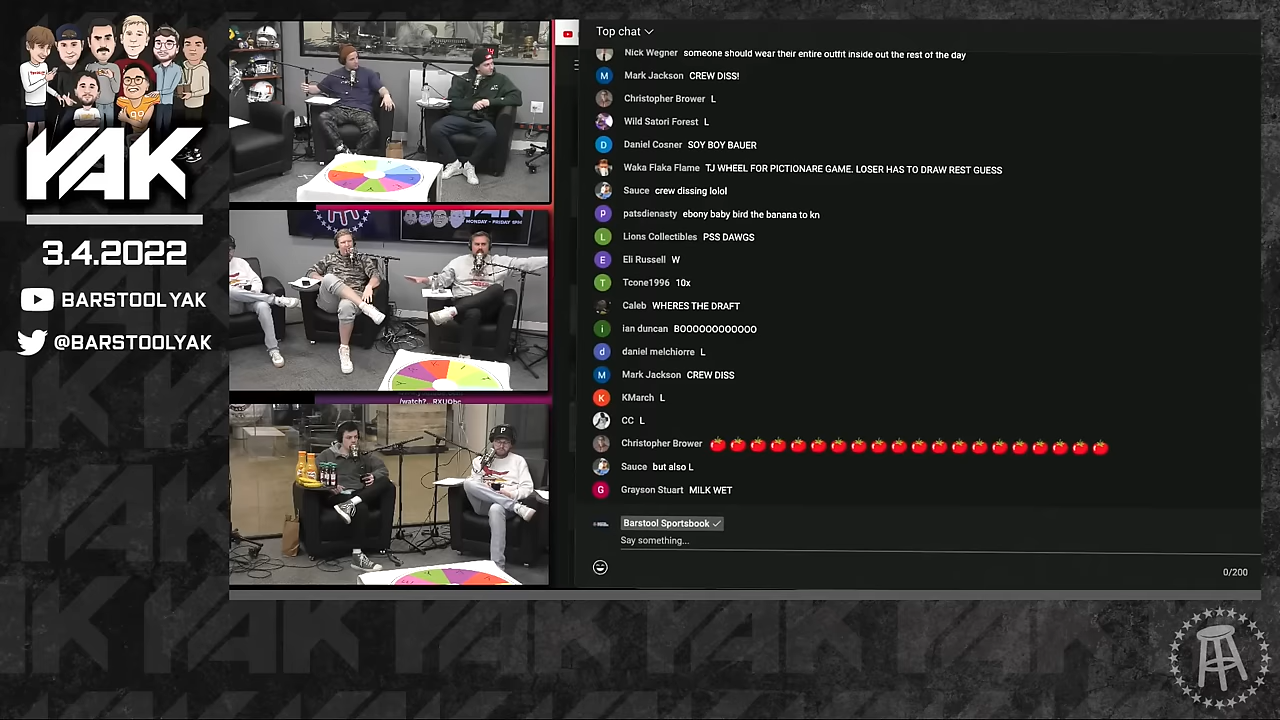 YAK
3.4.2022
BARSTOOL YAK
@BARSTOOLYAK
MONDAY - FRIDAY 1PM
P
Top chat
Nick Wegner someone should wear their entire outfit inside out the rest of the day
M Mark Jackson CREW DISS!
Christopher Brower L
Wild Satori Forest L
D Daniel Cosner SOY BOY BAUER
Waka Flaka Flame TJ WHEEL FOR PICTIONARE GAME. LOSER HAS TO DRAW REST GUESS
Sauce crew dissing lolol
P patsdienasty ebony baby bird the banana to kn
L Lions Collectibles PSS DAWGS
E Eli Russell W
T Tcone1996 10x
Caleb WHERES THE DRAFT
i ian duncan BOOOOOOOOOOOO
d daniel melchiorre L
M Mark Jackson CREW DISS
K KMarch L
CC L
Christopher Brower 🍅🍅🍅🍅🍅🍅🍅🍅🍅🍅🍅🍅🍅🍅🍅🍅🍅🍅🍅🍅
Sauce but also L
G Grayson Stuart MILK WET
Barstool Sportsbook
Say something...
0/200